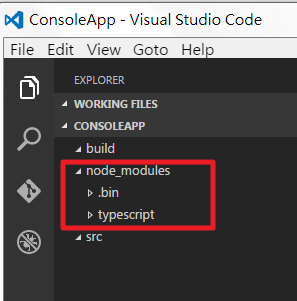 ConsoleApp - Visual Studio Code
File Edit View Goto Help
EXPLORER
WORKING FILES
CONSOLEAPP
build
node_modules
.bin
typescript
src